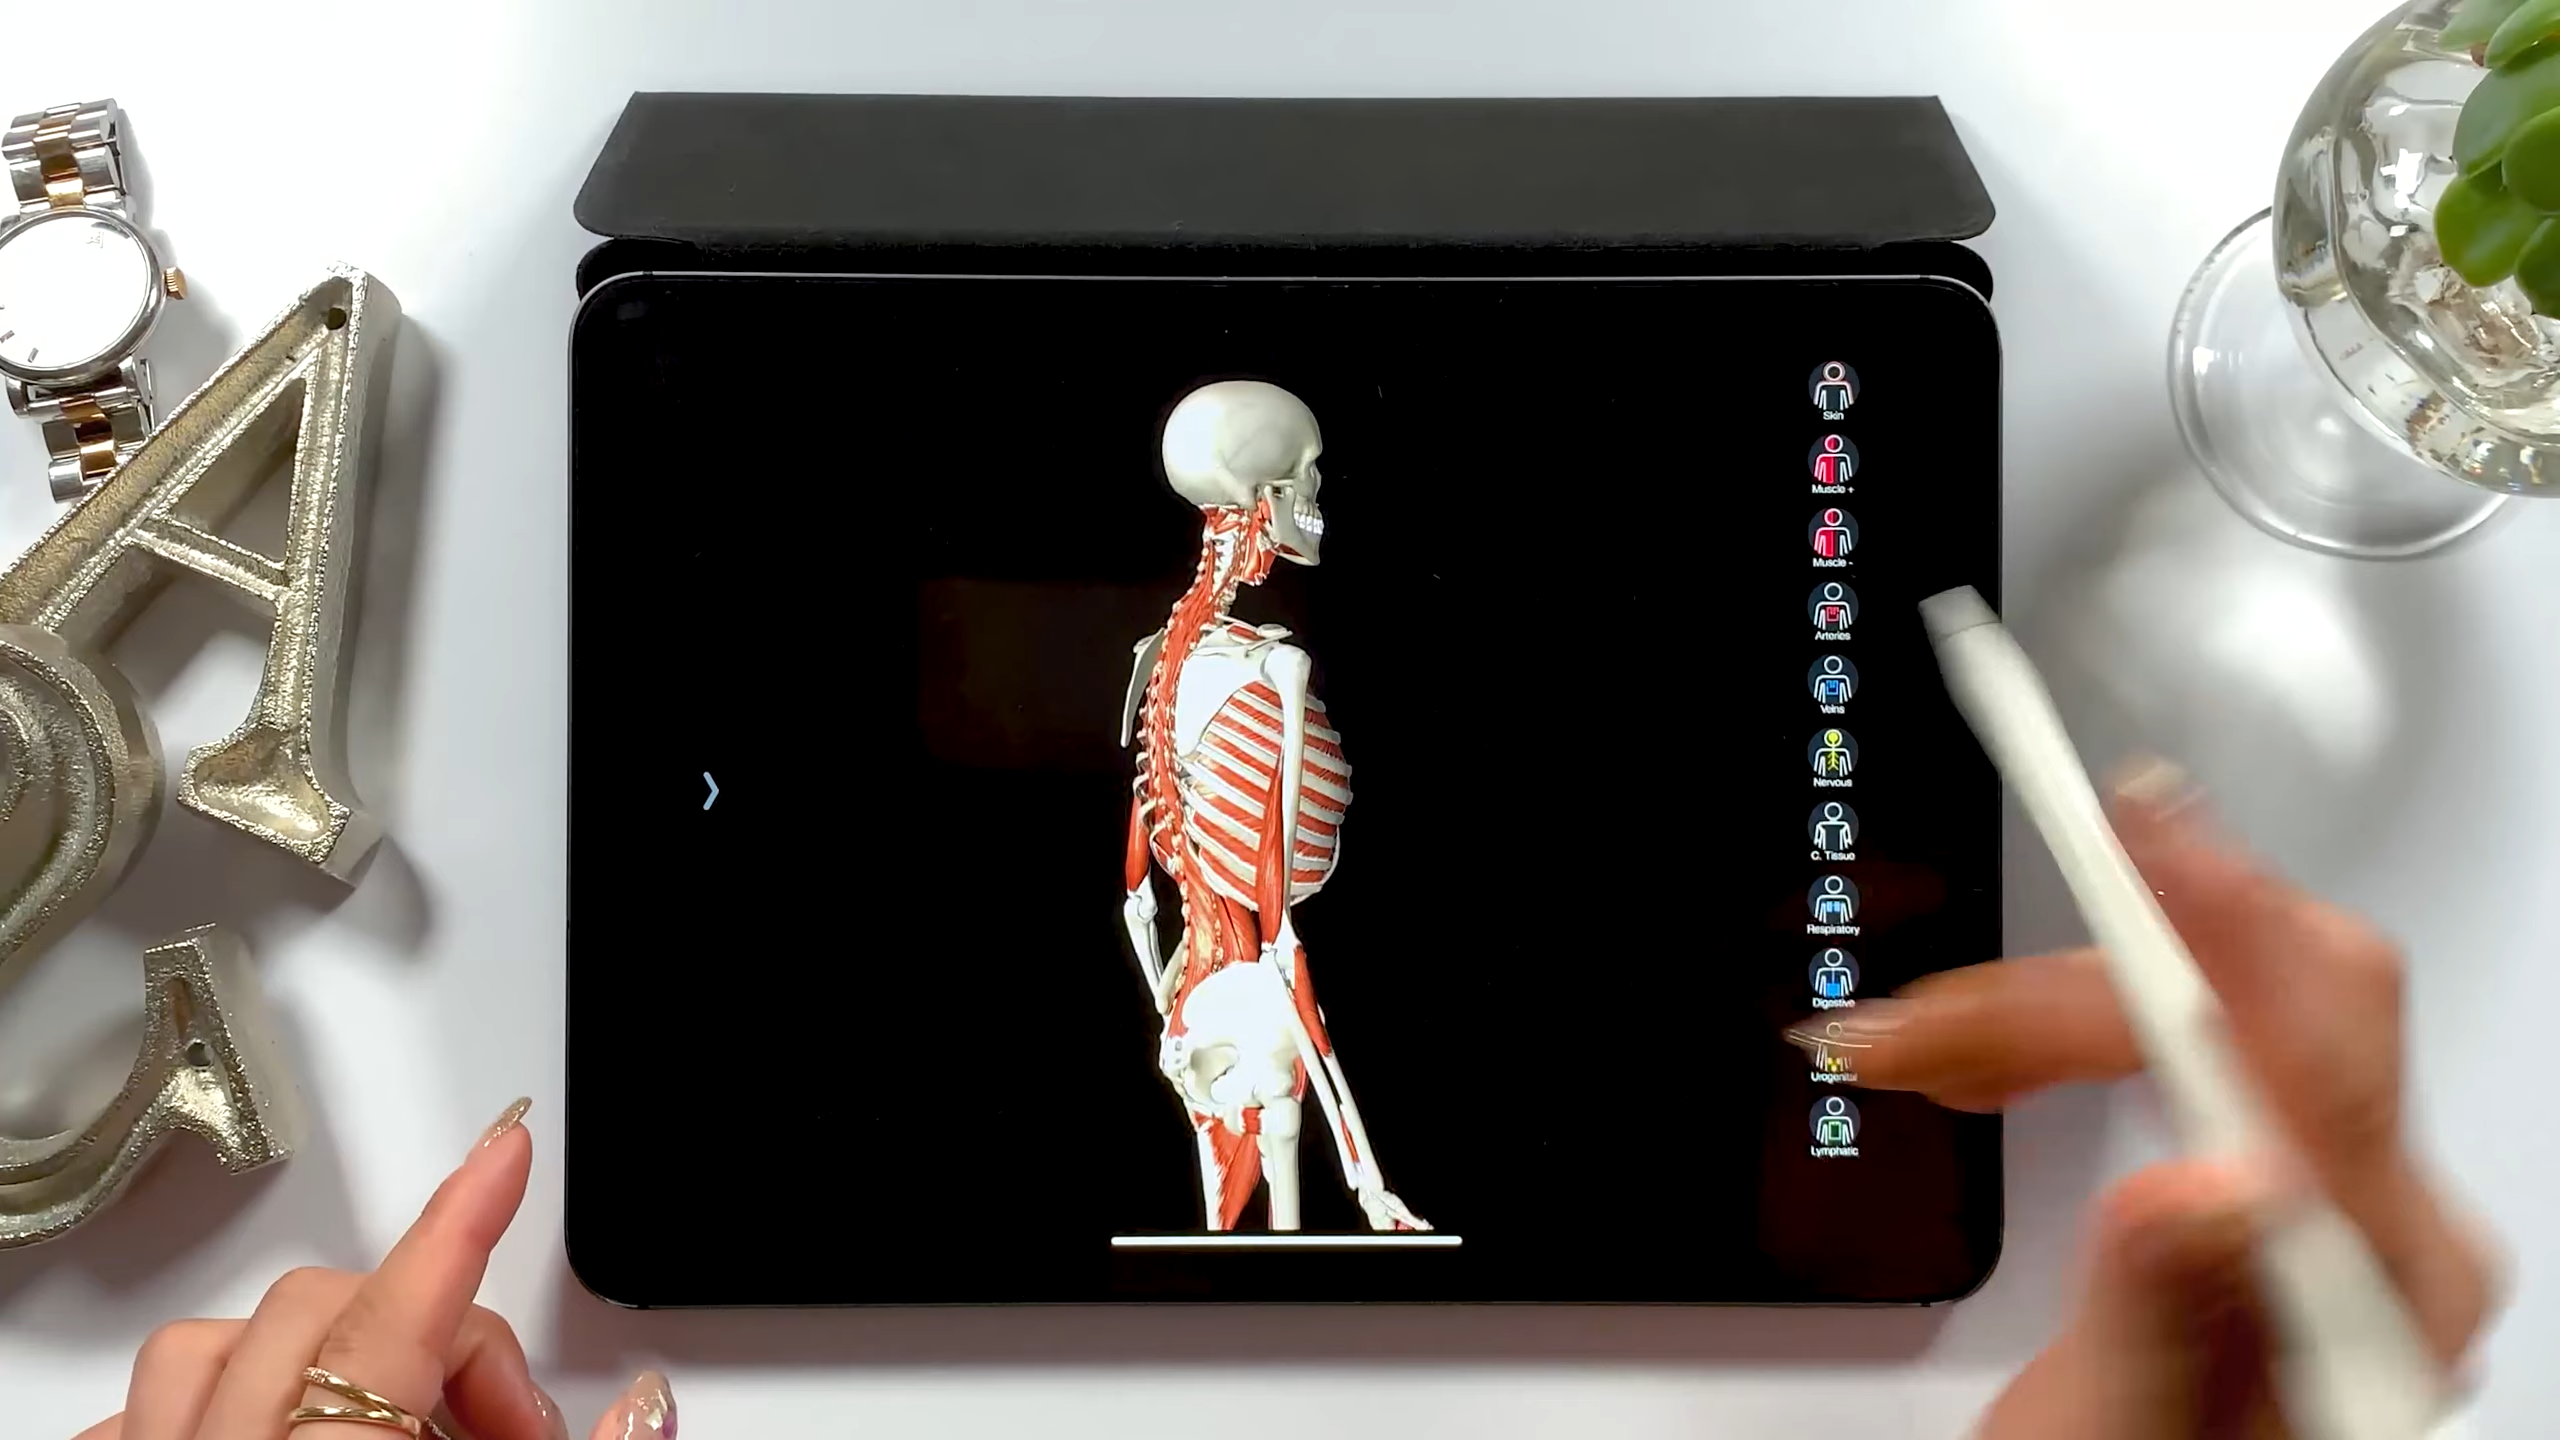 Skin
Muscle +
Muscle -
Arteries
Veins
Nervous
C. Tissue
Respiratory
Digestive
Urogenital
Lymphatic